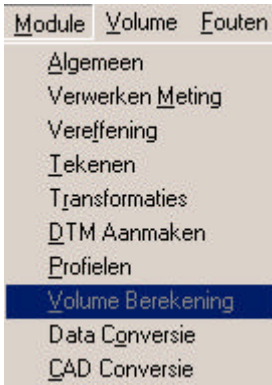 Module Volume Fouten
Algemeen
Verwerken Meting
Vereffening
Tekenen
Transformaties
DTM Aanmaken
Profielen
Volume Berekening
Data Conversie
CAD Conversie